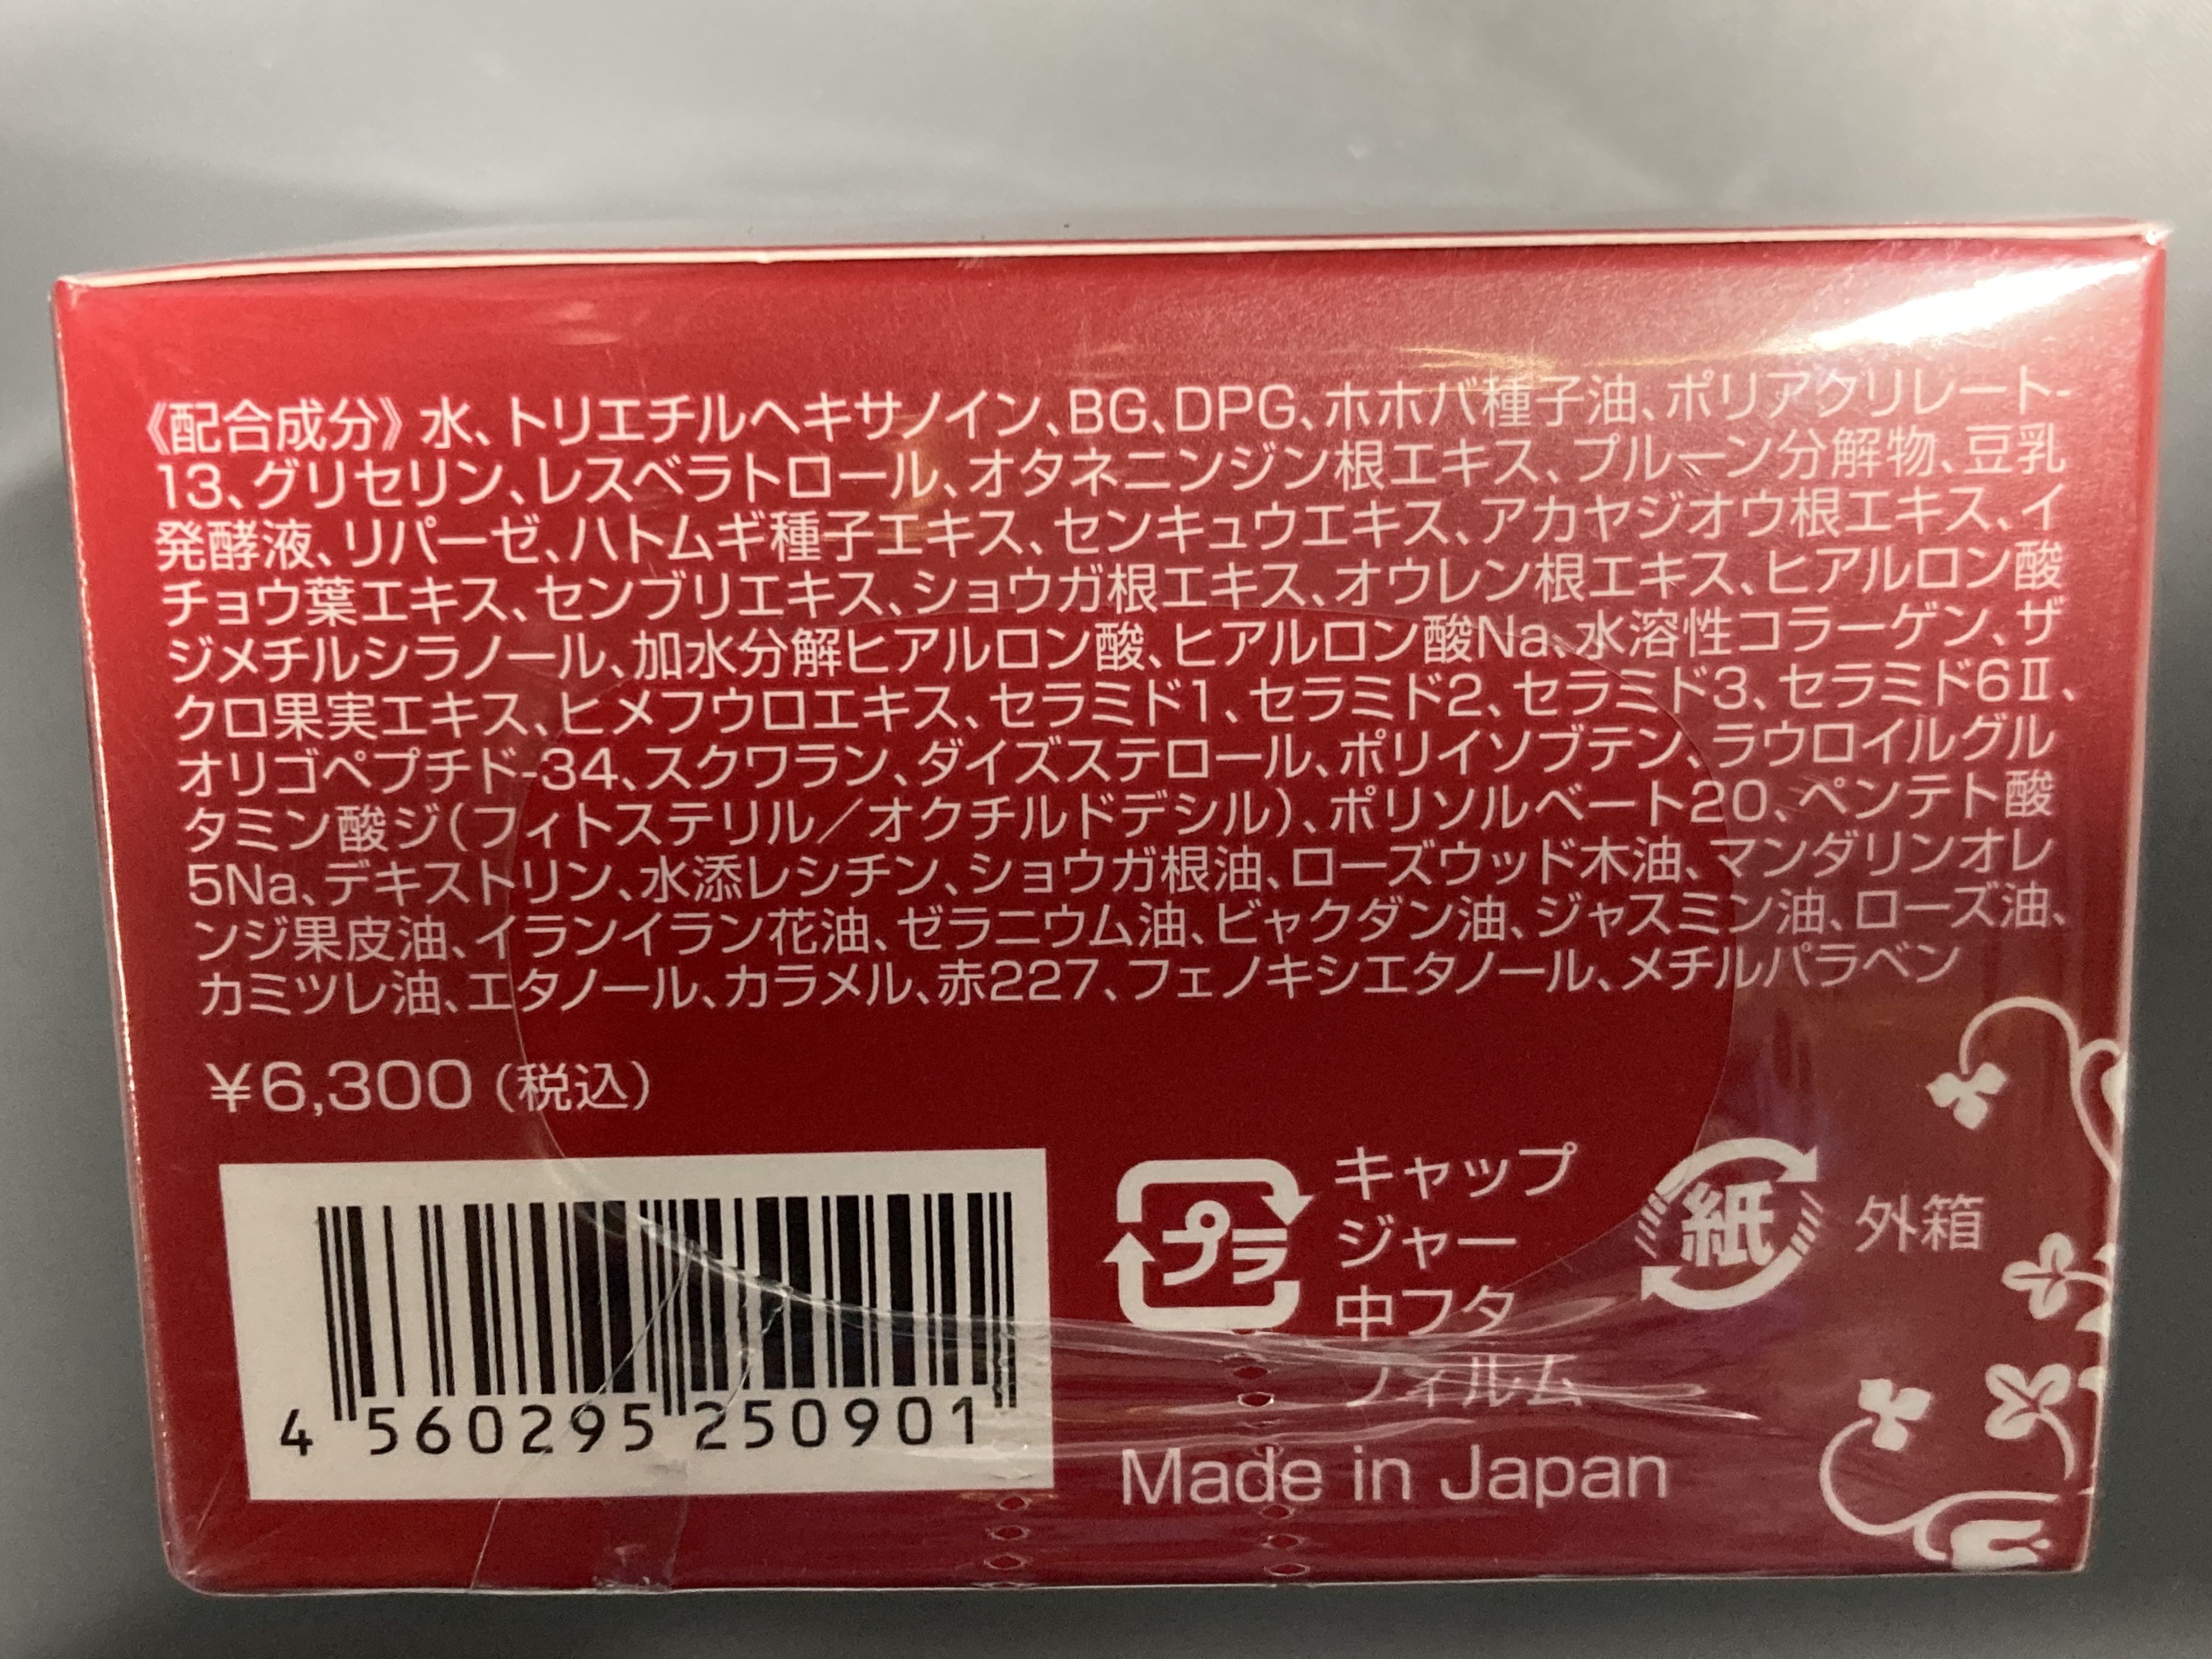 《配合成分》水、トリエチルヘキサノイン、BG、DPG、ホホバ種子油、ポリアクリレート-
13、グリセリン、レスベラトロール、オタネニンジン根エキス、プルーン分解物、豆乳
発酵液、リパーゼ、ハトムギ種子エキス、センキュウエキス、アカヤジオウ根エキス、イ
チョウ葉エキス、センブリエキス、ショウガ根エキス、オウレン根エキス、ヒアルロン酸
ジメチルシラノール、加水分解ヒアルロン酸、ヒアルロン酸Na、水溶性コラーゲン、ザ
クロ果実エキス、ヒメフウロエキス、セラミド1、セラミド2、セラミド3、セラミド6Ⅱ、
オリゴペプチド-34、スクワラン、ダイズステロール、ポリイソブテン、ラウロイルグル
タミン酸ジ(フィトステリル／オクチルドデシル)、ポリソルベート20、ペンテト酸
5Na、デキストリン、水添レシチン、ショウガ根油、ローズウッド木油、マンダリンオレ
ンジ果皮油、イランイラン花油、ゼラニウム油、ビャクダン油、ジャスミン油、ローズ油、
カミツレ油、エタノール、カラメル、赤227、フェノキシエタノール、メチルパラベン
¥6,300(税込)
4 560295 250901
プラ
キャップ
ジャー
中フタ
フィルム
紙 外箱
Made in Japan